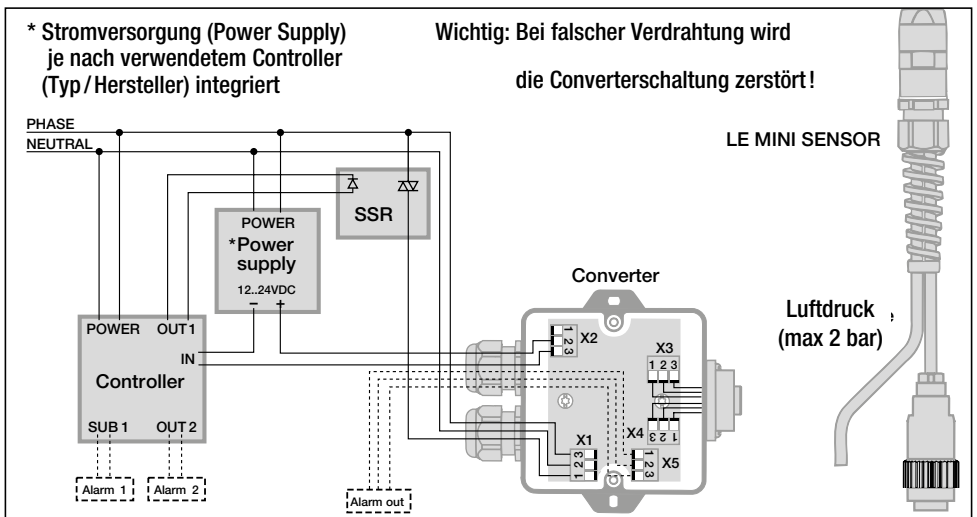 * Stromversorgung (Power Supply)
je nach verwendetem Controller
(Typ / Hersteller) integriert
Wichtig: Bei falscher Verdrahtung wird
die Converterschaltung zerstört!
PHASE
NEUTRAL
LE MINI SENSOR
SSR
POWER
*Power
supply
12..24VDC
– +
Converter
Luftdruck
(max 2 bar)
POWER OUT 1
IN
Controller
SUB 1 OUT 2
Alarm 1
Alarm 2
Alarm out
X2
1
2
3
X3
1 2 3
X4
3 2 1
X1
3
2
1
X5
1
2
3